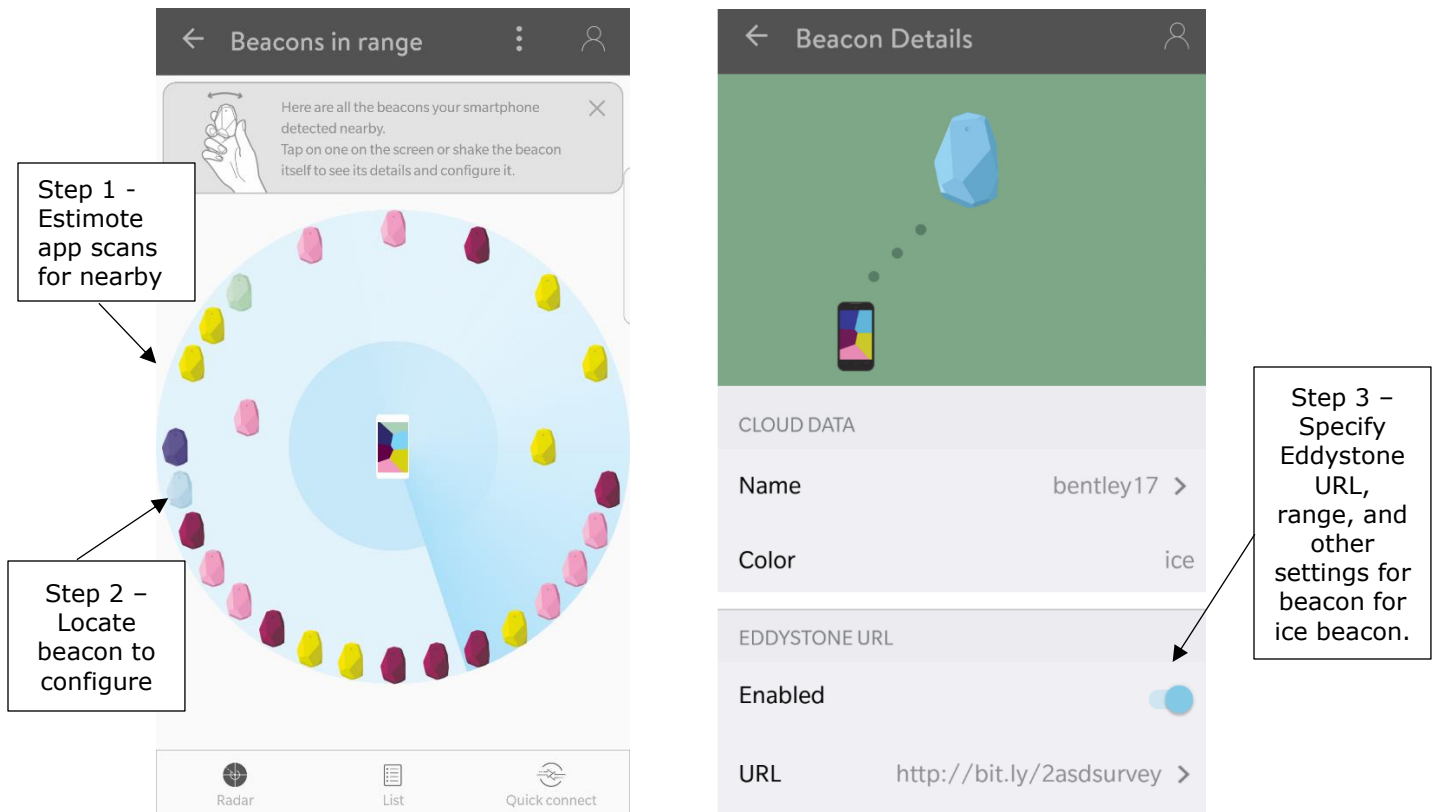 Beacons in range
Here are all the beacons your smartphone
detected nearby.
Tap on one on the screen or shake the beacon
itself to see its details and configure it.
Step 1 -
Estimote
app scans
for nearby
Step 2 –
Locate
beacon to
configure
Radar
List
Quick connect
Beacon Details
CLOUD DATA
Name
bentley17 >
Color
ice
EDDYSTONE URL
Enabled
URL
http://bit.ly/2asdsurvey >
Step 3 –
Specify
Eddystone
URL,
range, and
other
settings for
beacon for
ice beacon.